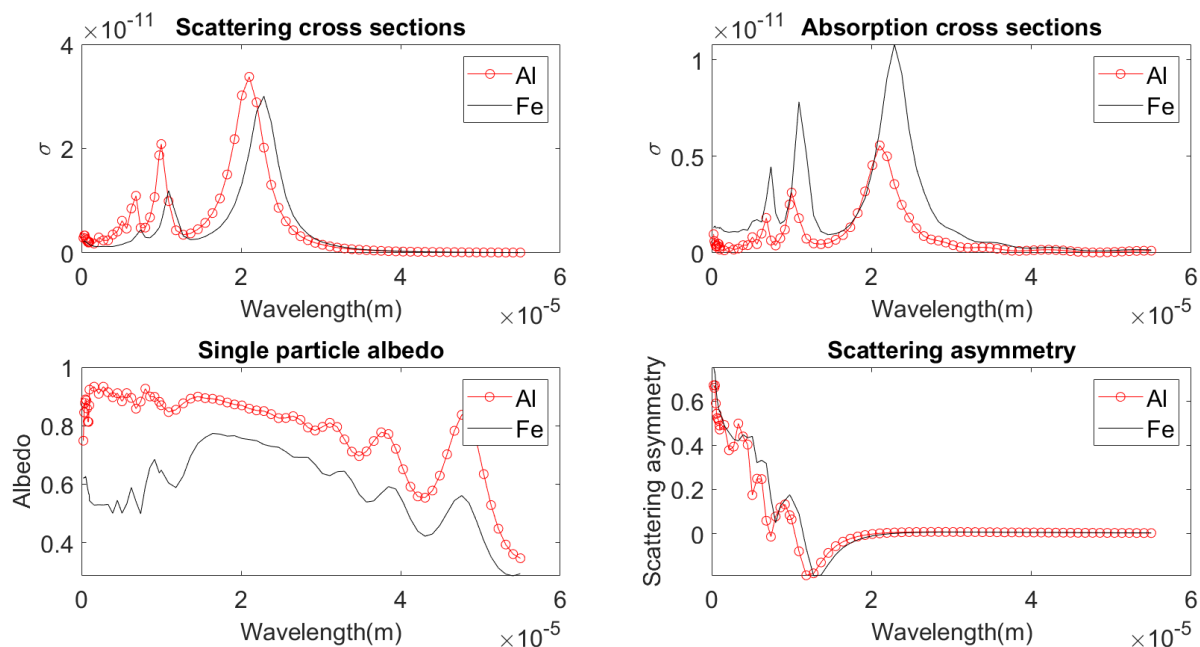 ×10⁻¹¹
Scattering cross sections
4
2
0
σ
Al
Fe
0
2
4
6
Wavelength(m)
×10⁻⁵
×10⁻¹¹
Absorption cross sections
1
0.5
0
σ
Al
Fe
0
2
4
6
Wavelength(m)
×10⁻⁵
Single particle albedo
1
0.8
0.6
0.4
Albedo
Al
Fe
0
2
4
6
Wavelength(m)
×10⁻⁵
Scattering asymmetry
0.6
0.4
0.2
0
Scattering asymmetry
Al
Fe
0
2
4
6
Wavelength(m)
×10⁻⁵